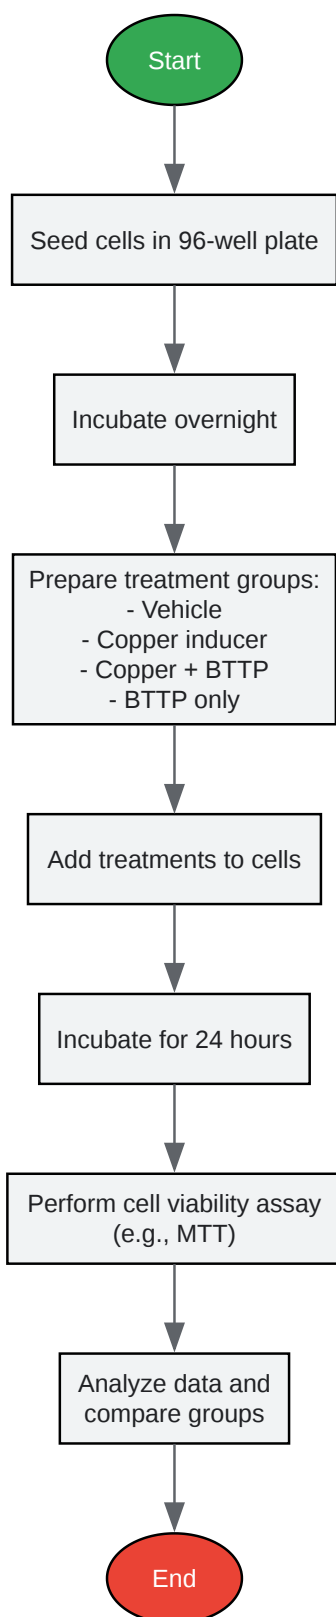 Start
Seed cells in 96-well plate
Incubate overnight
Prepare treatment groups:
- Vehicle
- Copper inducer
- Copper + BTTP
- BTTP only
Add treatments to cells
Incubate for 24 hours
Perform cell viability assay
(e.g., MTT)
Analyze data and
compare groups
End